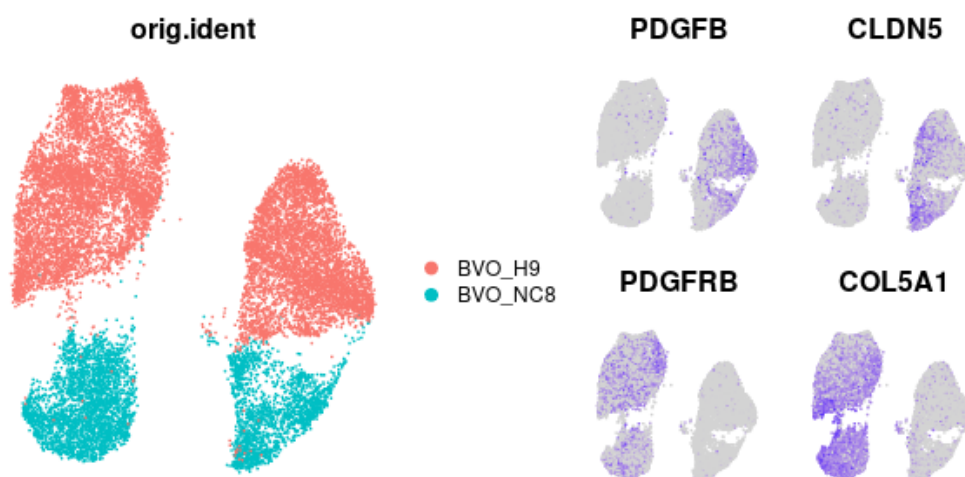 orig.ident
BVO_H9
BVO_NC8
PDGFB
CLDN5
PDGFRB
COL5A1